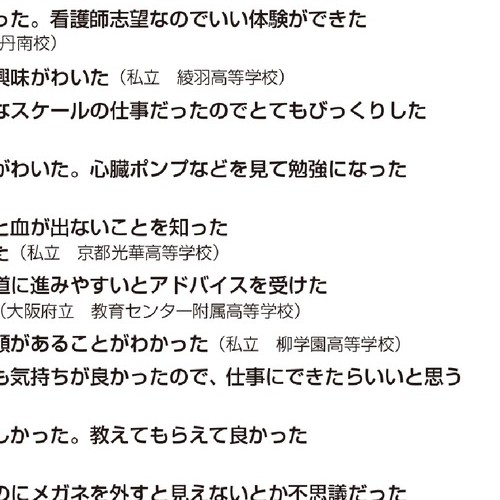 った。看護師志望なのでいい体験ができた
丹南校）
興味がわいた（私立　綾羽高等学校）
なスケールの仕事だったのでとてもびっくりした
がわいた。心臓ポンプなどを見て勉強になった
と血が出ないことを知った
た（私立　京都光華高等学校）
道に進みやすいとアドバイスを受けた
（大阪府立　教育センター附属高等学校）
があることがわかった（私立　柳学園高等学校）
も気持ちが良かったので、仕事にできたらいいと思う
しかった。教えてもらえて良かった
のにメガネを外すと見えないとか不思議だった